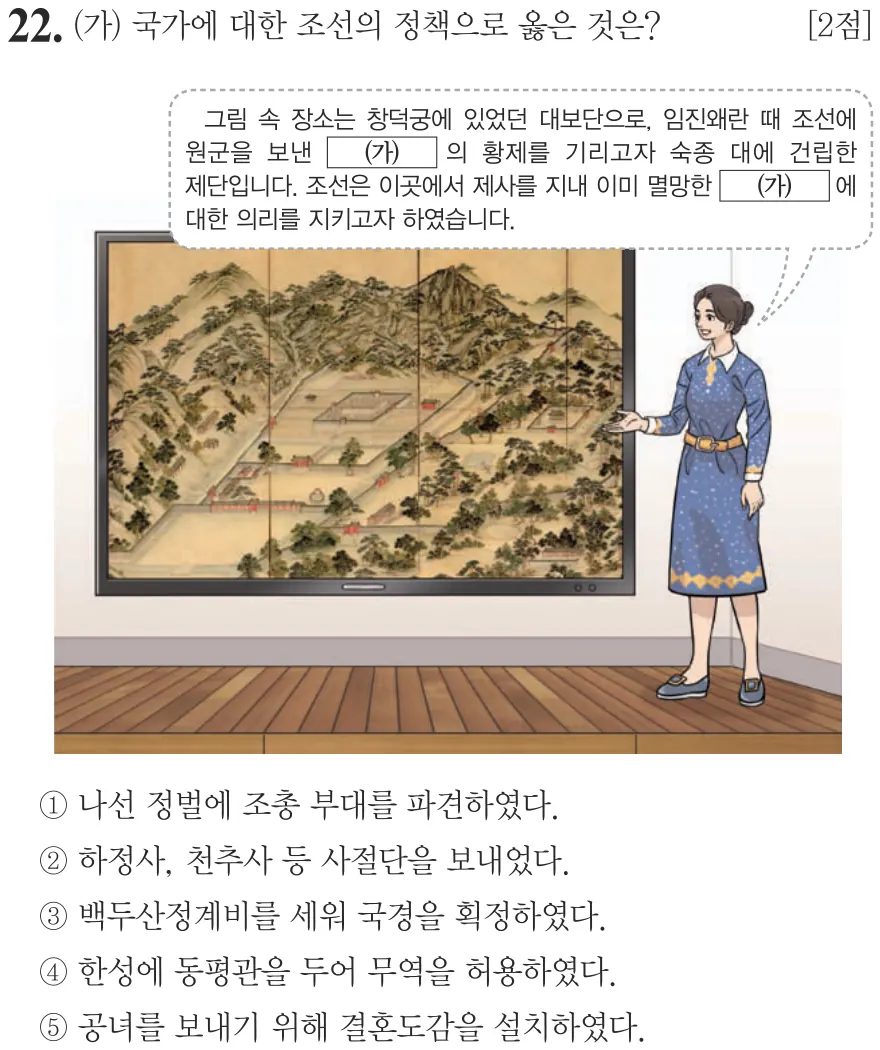 22. (가) 국가에 대한 조선의 정책으로 옳은 것은? [2점]
그림 속 장소는 창덕궁에 있었던 대보단으로, 임진왜란 때 조선에
원군을 보낸 (가) 의 황제를 기리고자 숙종 대에 건립한
제단입니다. 조선은 이곳에서 제사를 지내 이미 멸망한 (가) 에
대한 의리를 지키고자 하였습니다.
① 나선 정벌에 조총 부대를 파견하였다.
② 하정사, 천추사 등 사절단을 보내었다.
③ 백두산정계비를 세워 국경을 획정하였다.
④ 한성에 동평관을 두어 무역을 허용하였다.
⑤ 공녀를 보내기 위해 결혼도감을 설치하였다.